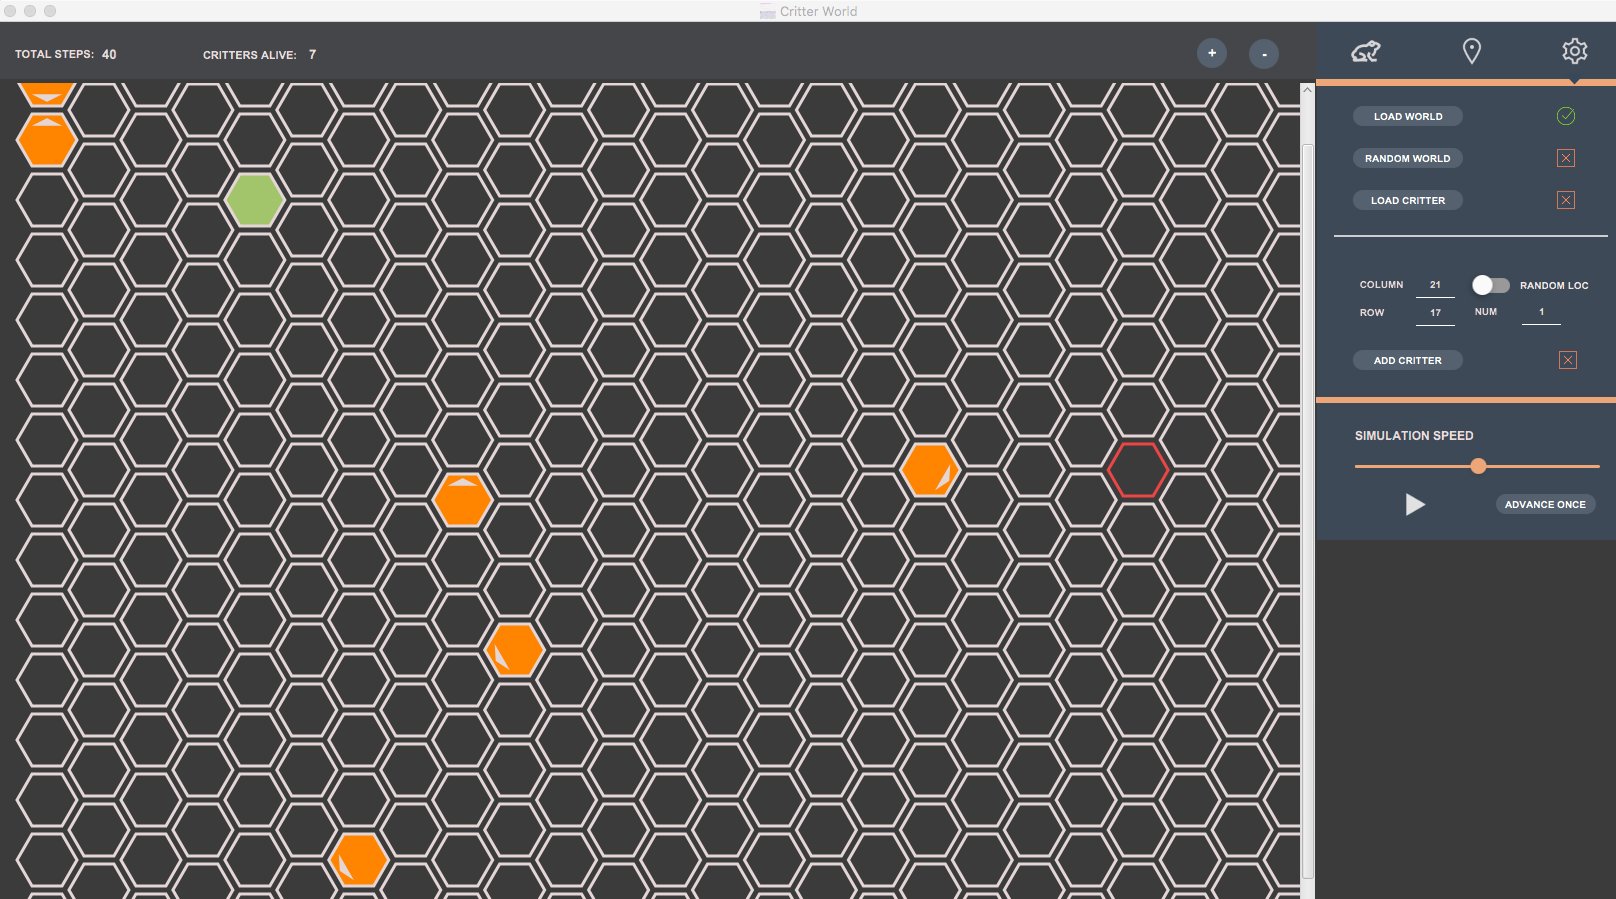 Critter World
TOTAL STEPS: 40
CRITTERS ALIVE: 7
+
-
LOAD WORLD
RANDOM WORLD
LOAD CRITTER
COLUMN 21
RANDOM LOC
ROW 17
NUM 1
ADD CRITTER
SIMULATION SPEED
ADVANCE ONCE